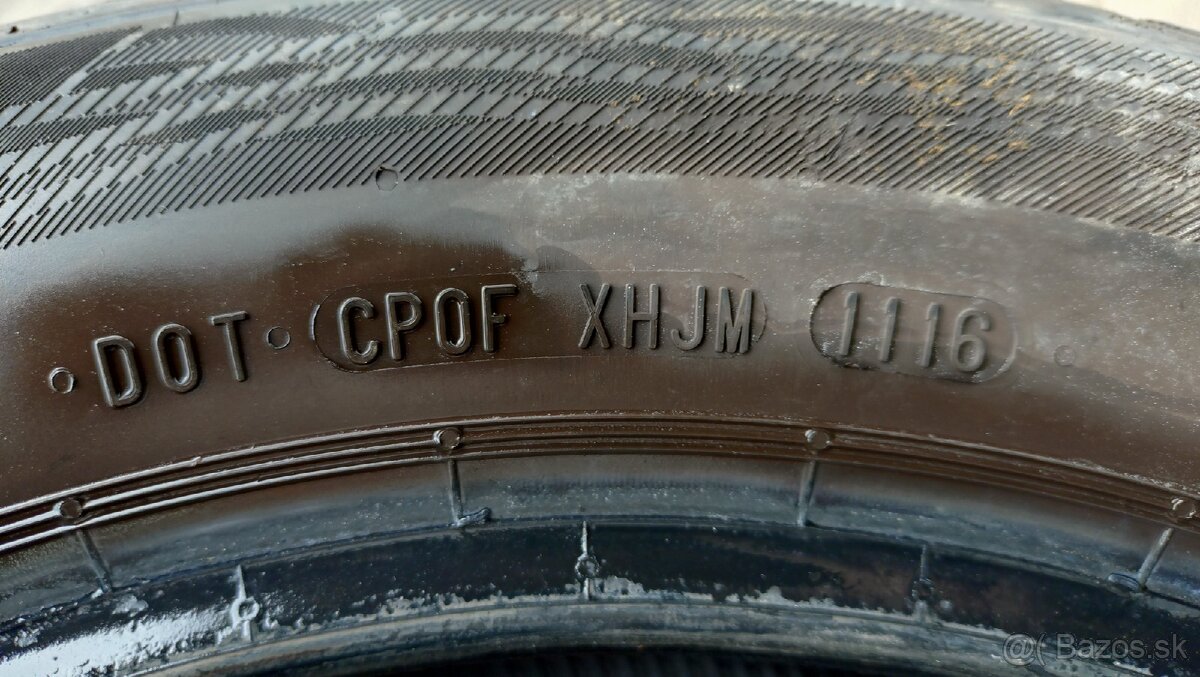 DOT CPOF XHJM 1116
@( Bazos.sk